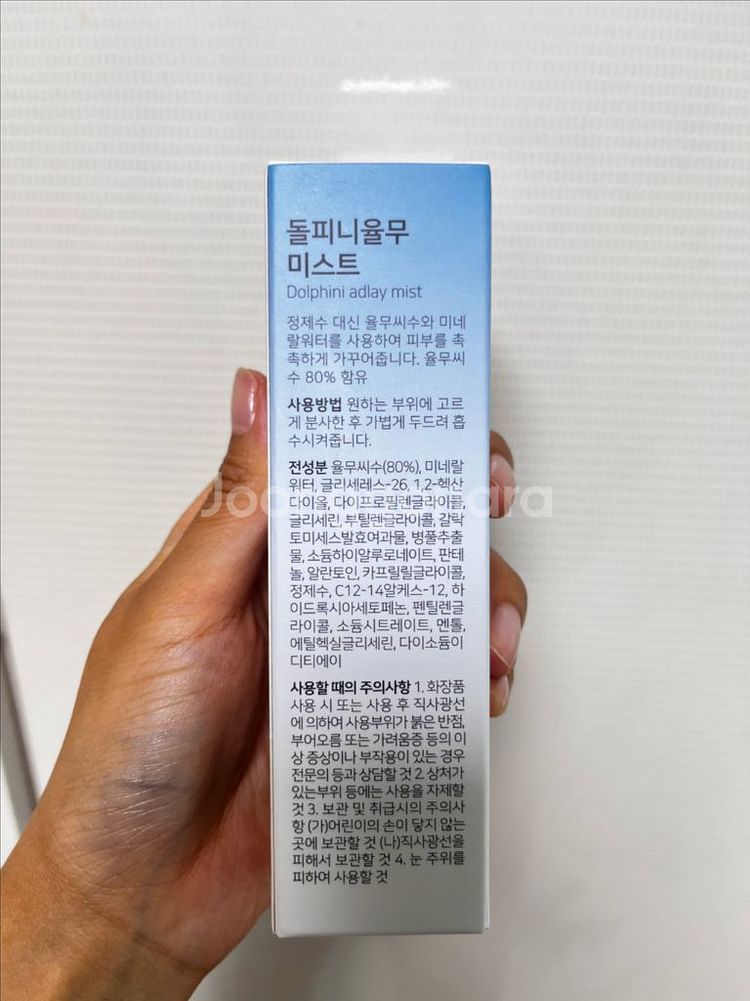 돌피니율무
미스트
Dolphini adlay mist
정제수 대신 율무씨수와 미네
랄워터를 사용하여 피부를 촉
촉하게 가꾸어줍니다. 율무씨
수 80% 함유
사용방법 원하는 부위에 고르
게 분사한 후 가볍게 두드려 흡
수시켜줍니다.
전성분 율무씨수(80%), 미네랄
워터, 글리세레스-26, 1,2-헥산
다이올, 다이프로필렌글라이콜,
글리세린, 부틸렌글라이콜, 갈락
토미세스발효여과물, 병풀추출
물, 소듐하이알루로네이트, 판테
놀, 알란토인, 카프릴릴글라이콜,
정제수, C12-14알케스-12, 하
이드록시아세토페논, 펜틸렌글
라이콜, 소듐시트레이트, 멘톨,
에틸헥실글리세린, 다이소듐이
디티에이
사용할 때의 주의사항 1. 화장품
사용 시 또는 사용 후 직사광선
에 의하여 사용부위가 붉은 반점,
부어오름 또는 가려움증 등의 이
상 증상이나 부작용이 있는 경우
전문의 등과 상담할 것 2. 상처가
있는부위 등에는 사용을 자제할
것 3. 보관 및 취급시의 주의사
항 (가)어린이의 손이 닿지 않는
곳에 보관할 것 (나)직사광선을
피해서 보관할 것 4. 눈 주위를
피하여 사용할 것